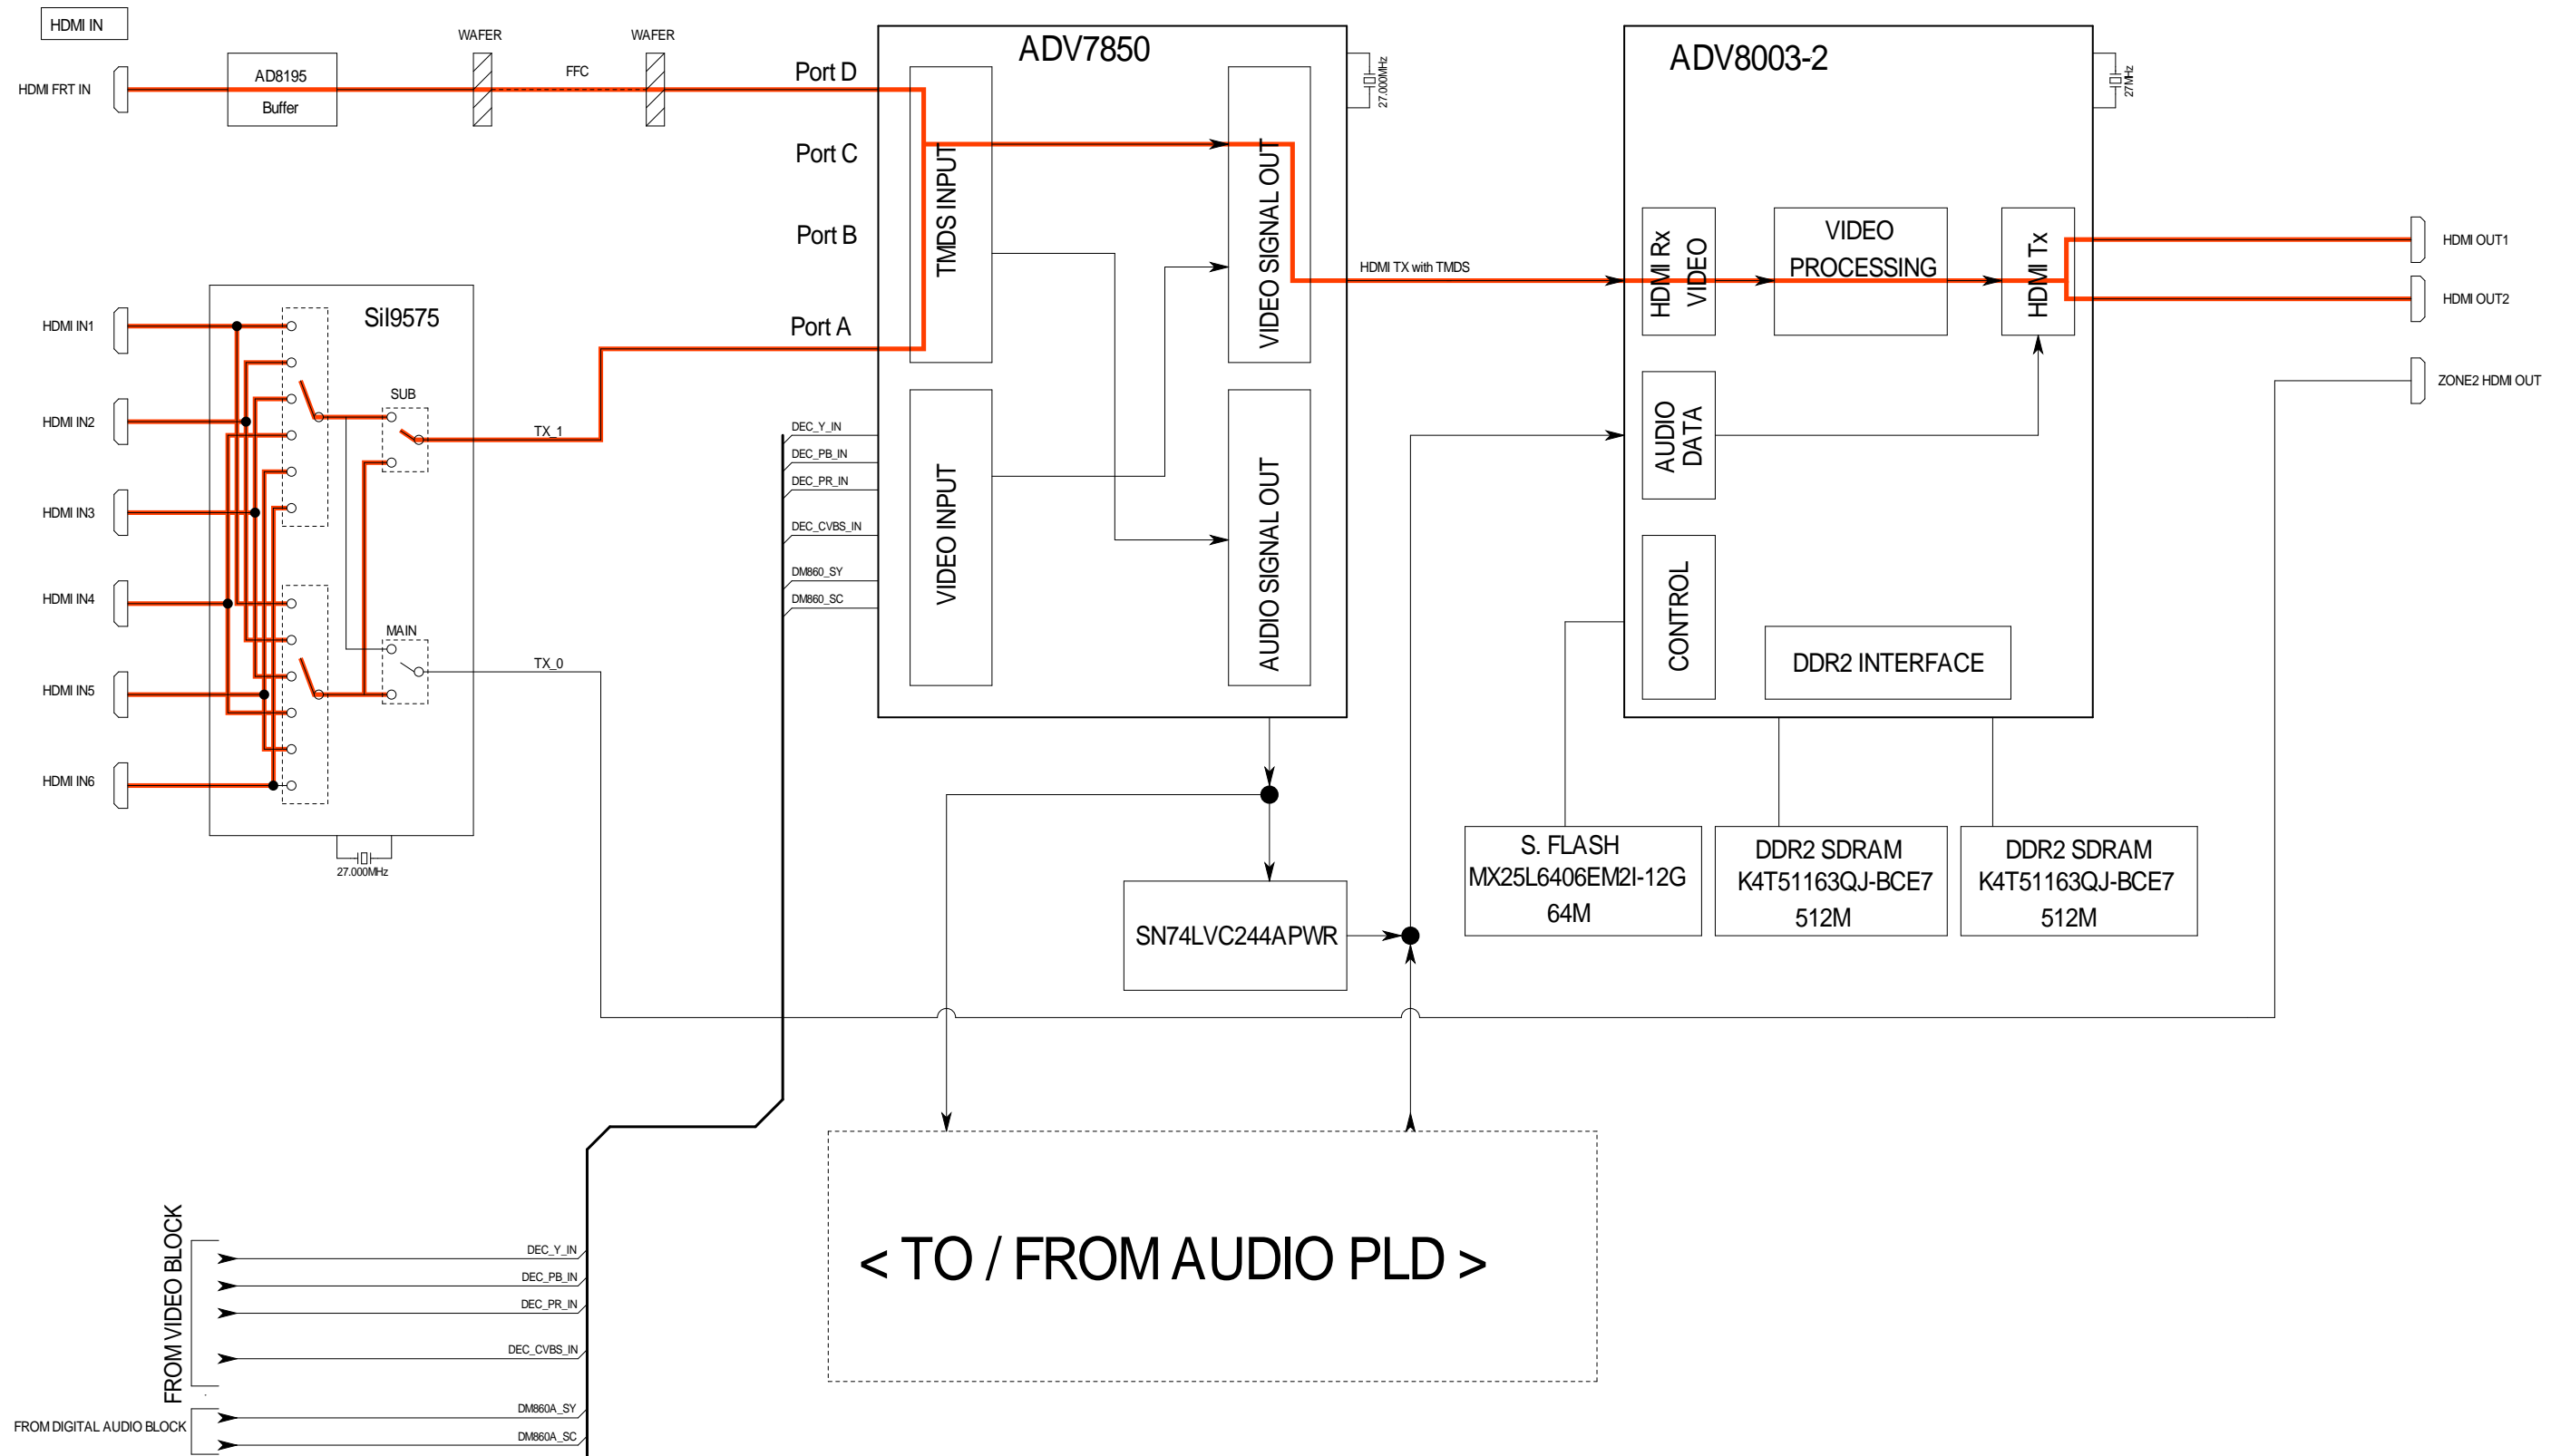 HDMI IN
HDMI FRT IN
AD8195
Buffer
WAFER
FFC
WAFER
Port D
Port C
Port B
Port A
ADV7850
27.000MHz
TMDS INPUT
VIDEO SIGNAL OUT
VIDEO INPUT
AUDIO SIGNAL OUT
HDMI TX with TMDS
ADV8003-2
27MHz
HDMI Rx
VIDEO
VIDEO
PROCESSING
HDMI Tx
AUDIO
DATA
CONTROL
DDR2 INTERFACE
HDMI OUT1
HDMI OUT2
ZONE2 HDMI OUT
HDMI IN1
HDMI IN2
HDMI IN3
HDMI IN4
HDMI IN5
HDMI IN6
SiI9575
SUB
MAIN
TX_1
TX_0
27.000MHz
DEC_Y_IN
DEC_PB_IN
DEC_PR_IN
DEC_CVBS_IN
DM860_SY
DM860_SC
S. FLASH
MX25L6406EM2I-12G
64M
DDR2 SDRAM
K4T51163QJ-BCE7
512M
DDR2 SDRAM
K4T51163QJ-BCE7
512M
SN74LVC244APWR
< TO / FROM AUDIO PLD >
FROM VIDEO BLOCK
DEC_Y_IN
DEC_PB_IN
DEC_PR_IN
DEC_CVBS_IN
FROM DIGITAL AUDIO BLOCK
DM860A_SY
DM860A_SC